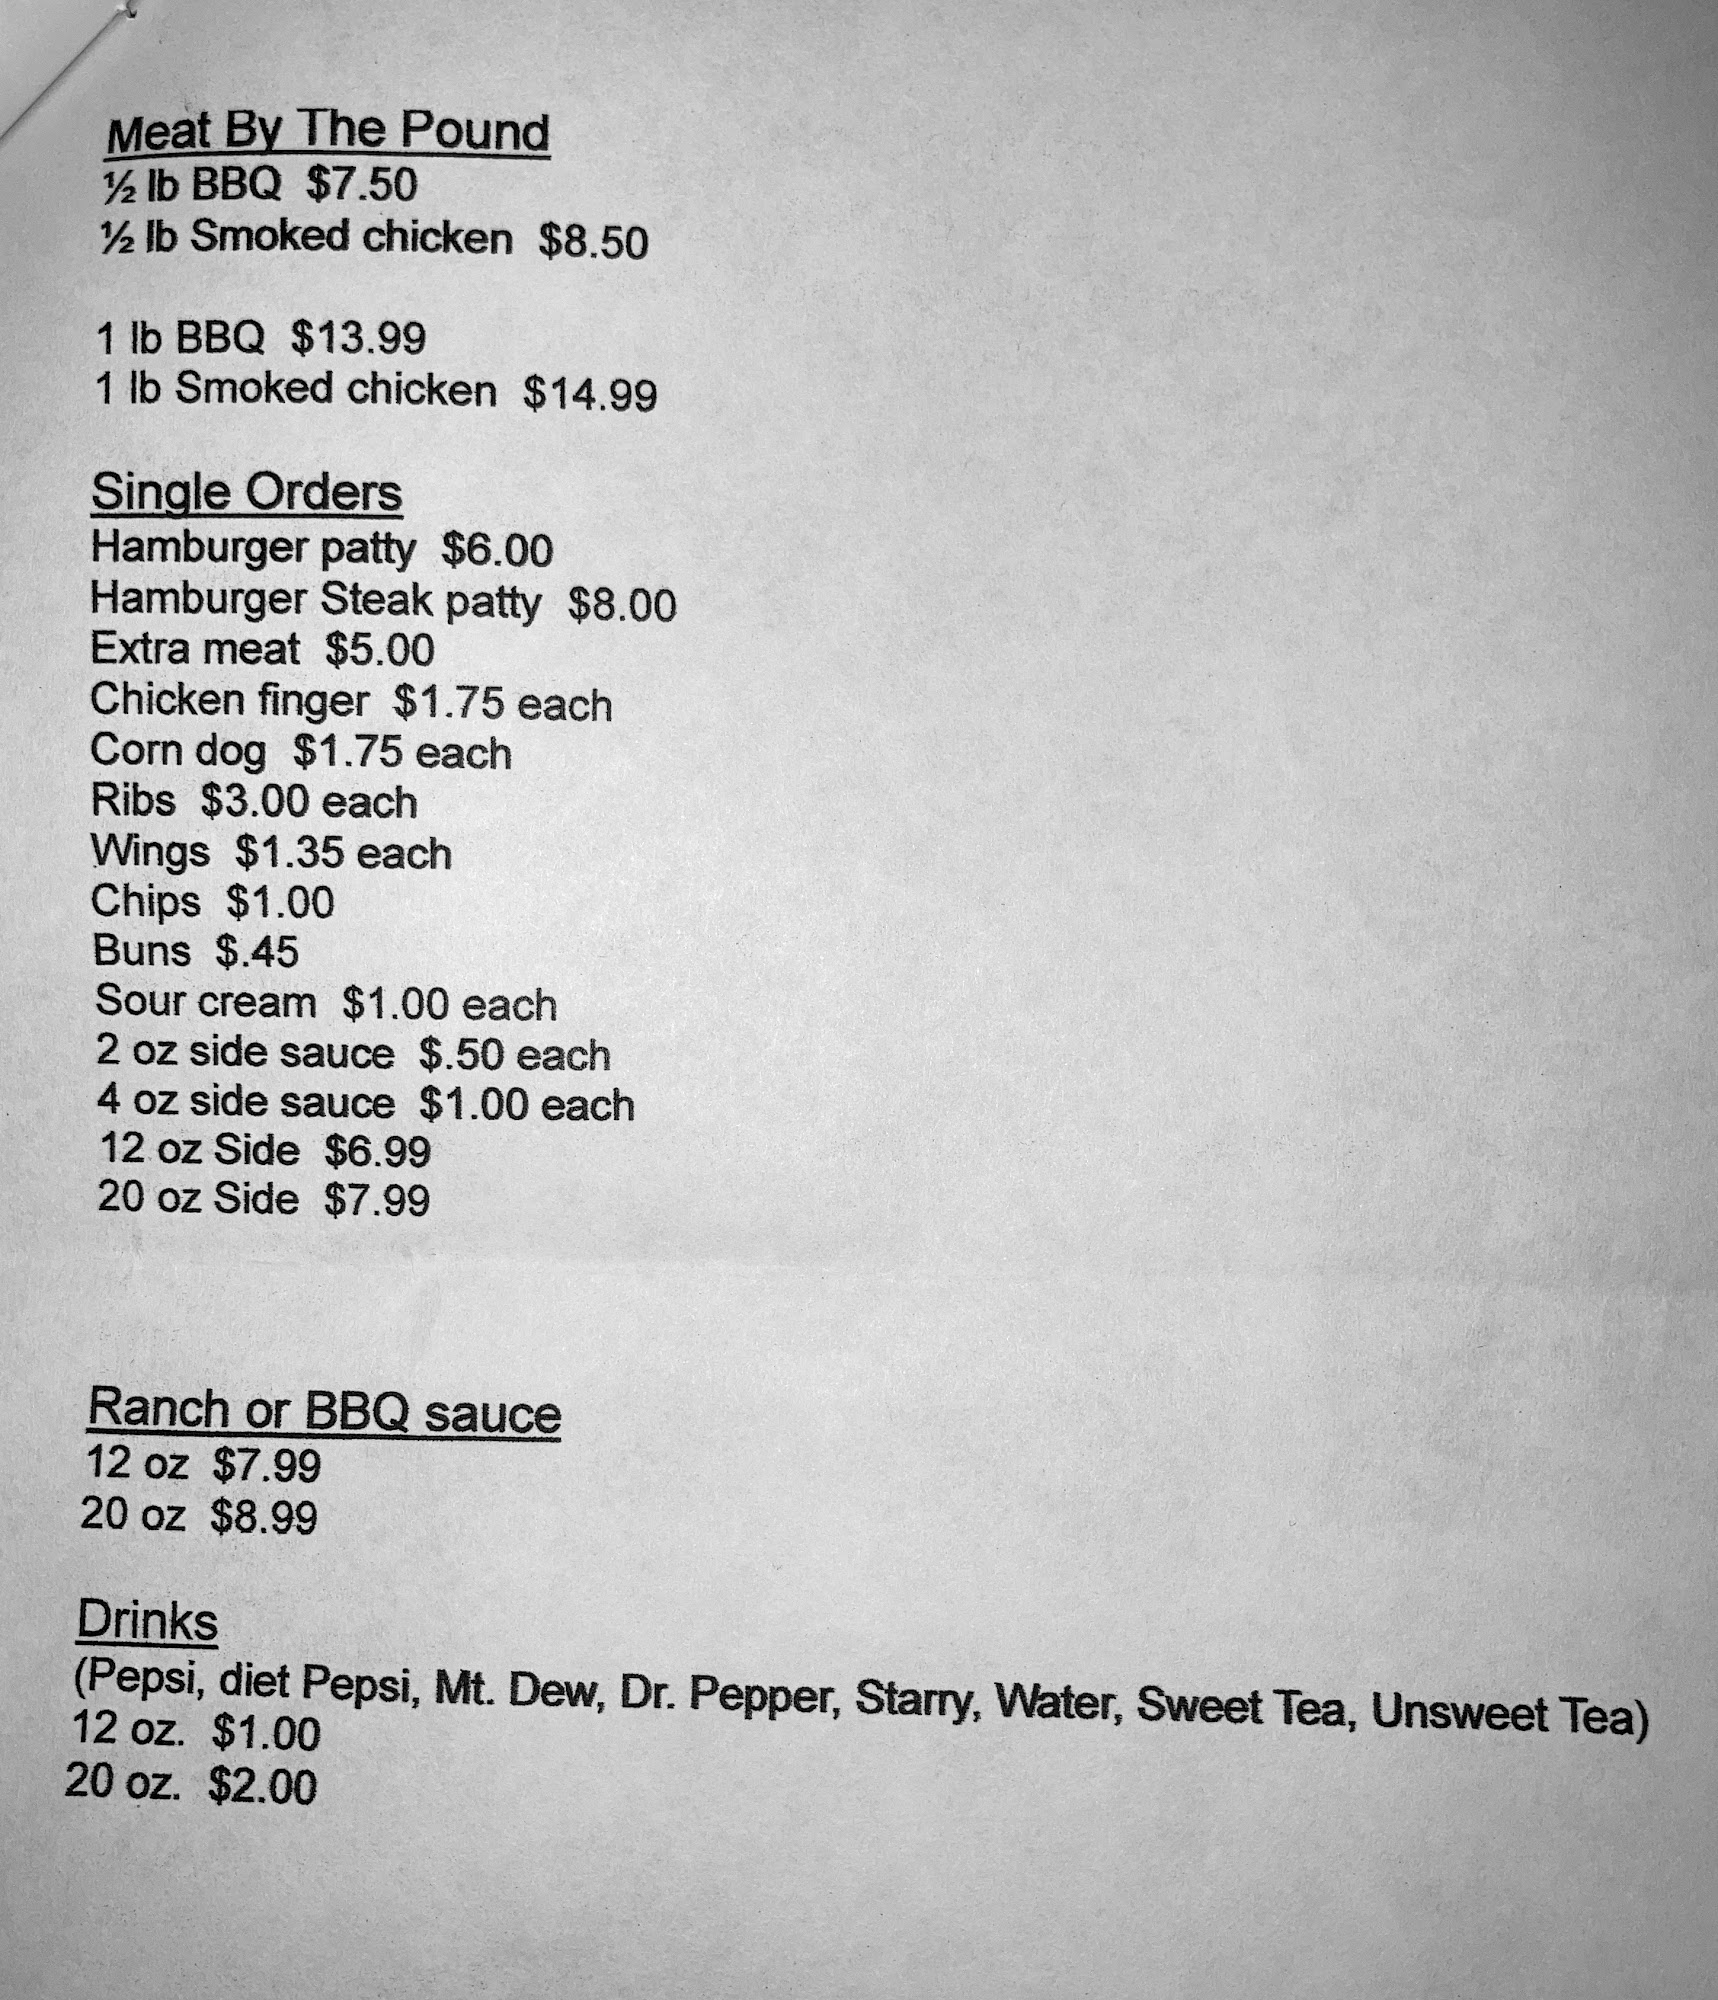 Meat By The Pound
½ lb BBQ $7.50
½ lb Smoked chicken $8.50
1 lb BBQ $13.99
1 lb Smoked chicken $14.99
Single Orders
Hamburger patty $6.00
Hamburger Steak patty $8.00
Extra meat $5.00
Chicken finger $1.75 each
Corn dog $1.75 each
Ribs $3.00 each
Wings $1.35 each
Chips $1.00
Buns $.45
Sour cream $1.00 each
2 oz side sauce $.50 each
4 oz side sauce $1.00 each
12 oz Side $6.99
20 oz Side $7.99
Ranch or BBQ sauce
12 oz $7.99
20 oz $8.99
Drinks
(Pepsi, diet Pepsi, Mt. Dew, Dr. Pepper, Starry, Water, Sweet Tea, Unsweet Tea)
12 oz. $1.00
20 oz. $2.00